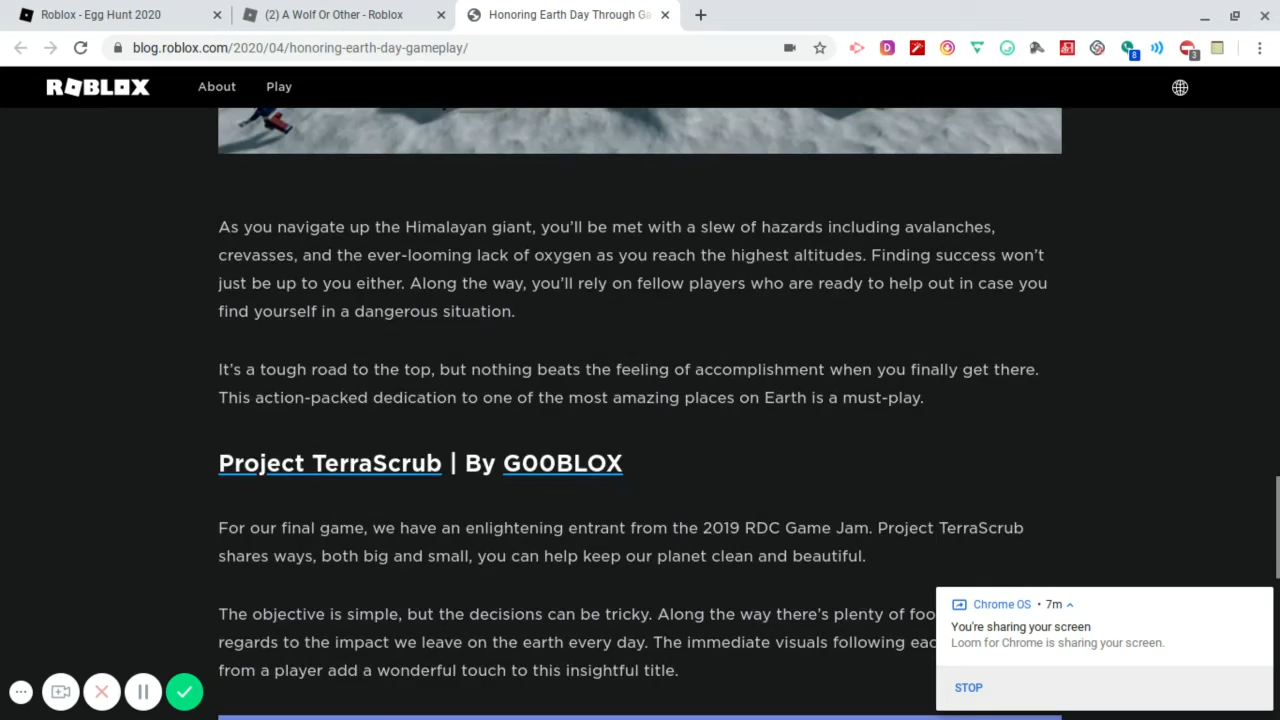 Roblox - Egg Hunt 2020
(2) A Wolf Or Other - Roblox
Honoring Earth Day Through Ga
blog.roblox.com/2020/04/honoring-earth-day-gameplay/
8
3
ROBLOX
About
Play
As you navigate up the Himalayan giant, you’ll be met with a slew of hazards including avalanches,
crevasses, and the ever-looming lack of oxygen as you reach the highest altitudes. Finding success won’t
just be up to you either. Along the way, you’ll rely on fellow players who are ready to help out in case you
find yourself in a dangerous situation.
It’s a tough road to the top, but nothing beats the feeling of accomplishment when you finally get there.
This action-packed dedication to one of the most amazing places on Earth is a must-play.
Project TerraScrub | By G00BLOX
For our final game, we have an enlightening entrant from the 2019 RDC Game Jam. Project TerraScrub
shares ways, both big and small, you can help keep our planet clean and beautiful.
The objective is simple, but the decisions can be tricky. Along the way there’s plenty of foo
regards to the impact we leave on the earth every day. The immediate visuals following eac
from a player add a wonderful touch to this insightful title.
Chrome OS • 7m
You're sharing your screen
Loom for Chrome is sharing your screen.
STOP